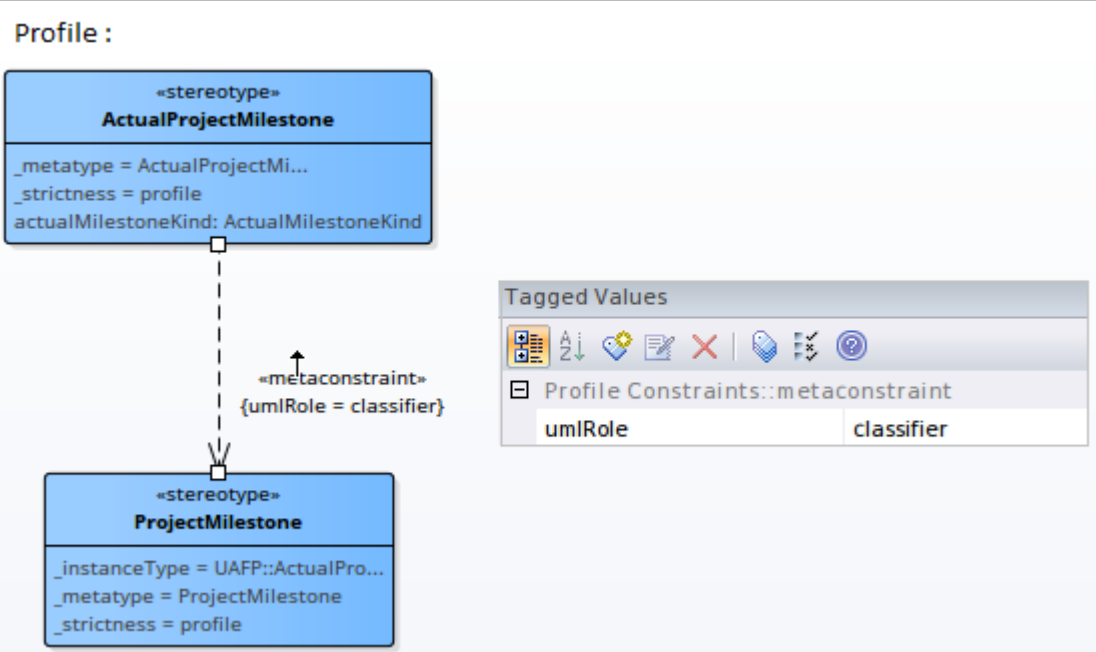 Profile :
«stereotype»
ActualProjectMilestone
_metatype = ActualProjectMi...
_strictness = profile
actualMilestoneKind: ActualMilestoneKind
«metaconstraint»
{umlRole = classifier}
«stereotype»
ProjectMilestone
_instanceType = UAFP::ActualPro...
_metatype = ProjectMilestone
_strictness = profile
Tagged Values
Profile Constraints::metaconstraint
umlRole classifier